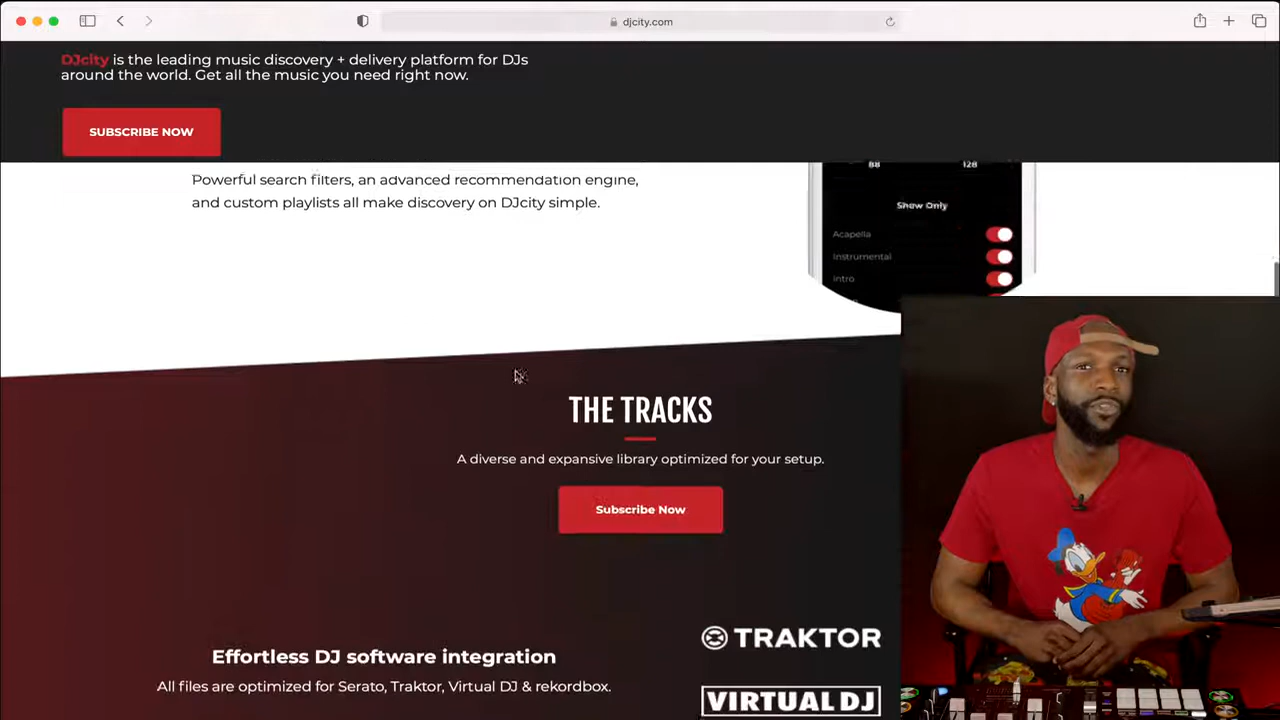 djcity.com
DJcity is the leading music discovery + delivery platform for DJs
around the world. Get all the music you need right now.
SUBSCRIBE NOW
Powerful search filters, an advanced recommendation engine,
and custom playlists all make discovery on DJcity simple.
88 128
Show Only
Acapella
Instrumental
Intro
THE TRACKS
A diverse and expansive library optimized for your setup.
Subscribe Now
Effortless DJ software integration
All files are optimized for Serato, Traktor, Virtual DJ & rekordbox.
TRAKTOR
VIRTUAL DJ